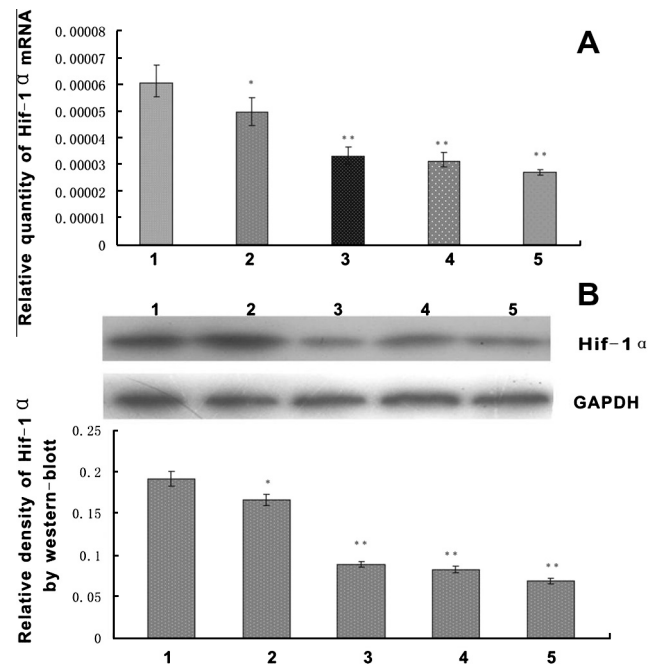 A
Relative quantity of Hif-1 α mRNA
0.00008
0.00007
0.00006
0.00005
0.00004
0.00003
0.00002
0.00001
0
*
**
**
**
1 2 3 4 5
B
1 2 3 4 5
Hif-1 α
GAPDH
Relative density of Hif-1 α
by western-blott
0.25
0.2
0.15
0.1
0.05
0
*
**
**
**
1 2 3 4 5